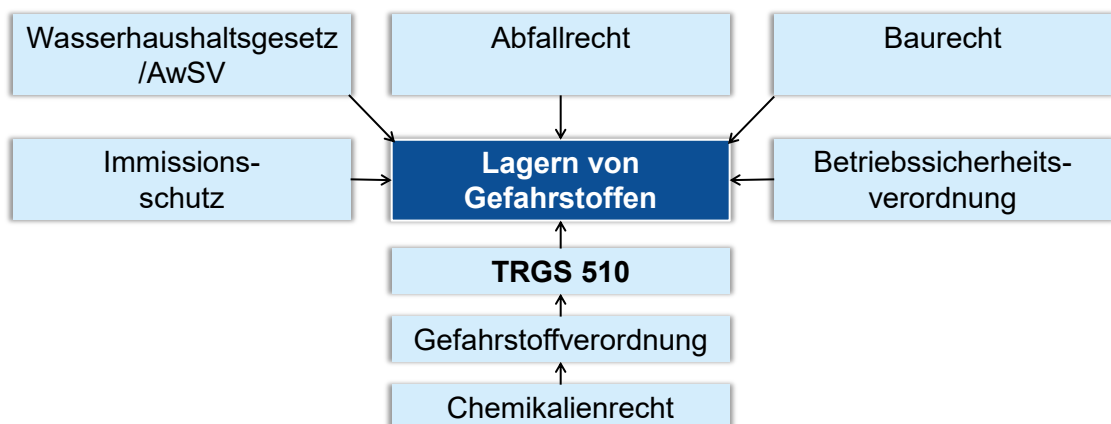 Wasserhaushaltsgesetz
/AwSV
Abfallrecht
Baurecht
Immissions-
schutz
Lagern von
Gefahrstoffen
Betriebssicherheits-
verordnung
TRGS 510
Gefahrstoffverordnung
Chemikalienrecht